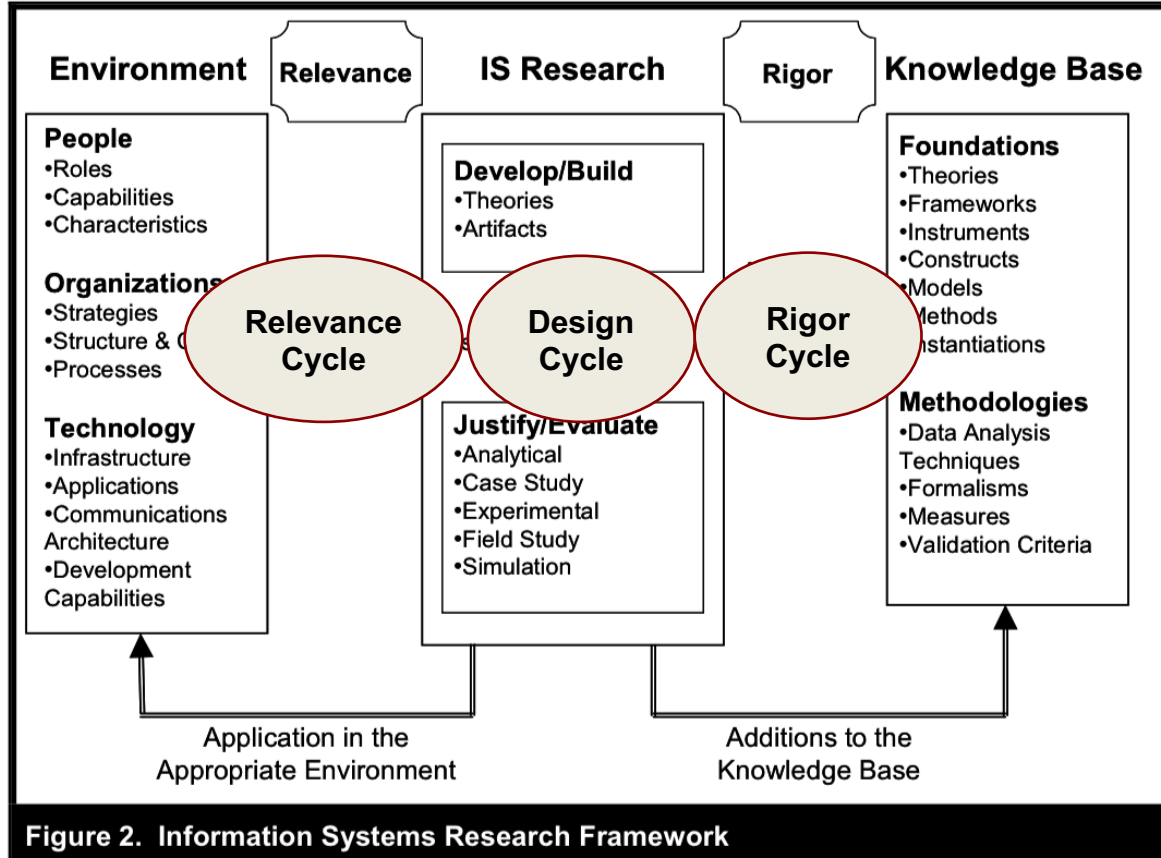 Environment
Relevance
IS Research
Rigor
Knowledge Base
People
•Roles
•Capabilities
•Characteristics
Organizations
•Strategies
•Structure &
•Processes
Technology
•Infrastructure
•Applications
•Communications
Architecture
•Development
Capabilities
Relevance
Cycle
Develop/Build
•Theories
•Artifacts
Design
Cycle
Justify/Evaluate
•Analytical
•Case Study
•Experimental
•Field Study
•Simulation
Rigor
Cycle
Foundations
•Theories
•Frameworks
•Instruments
•Constructs
•Models
Methods
Instantiations
Methodologies
•Data Analysis
Techniques
•Formalisms
•Measures
•Validation Criteria
Application in the
Appropriate Environment
Additions to the
Knowledge Base
Figure 2. Information Systems Research Framework